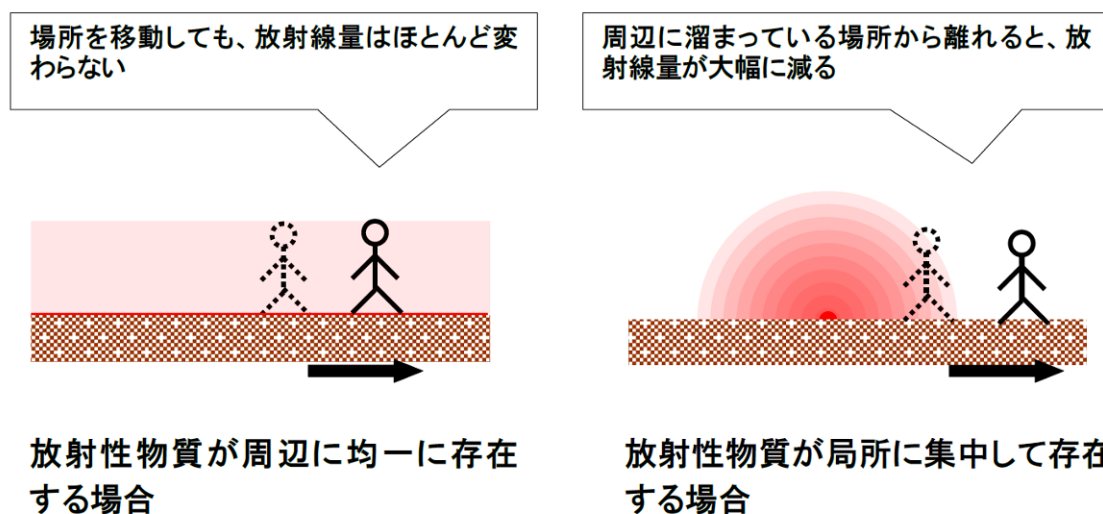 場所を移動しても、放射線量はほとんど変
わらない
周辺に溜まっている場所から離れると、放
射線量が大幅に減る
放射性物質が周辺に均一に存在
する場合
放射性物質が局所に集中して存在
する場合